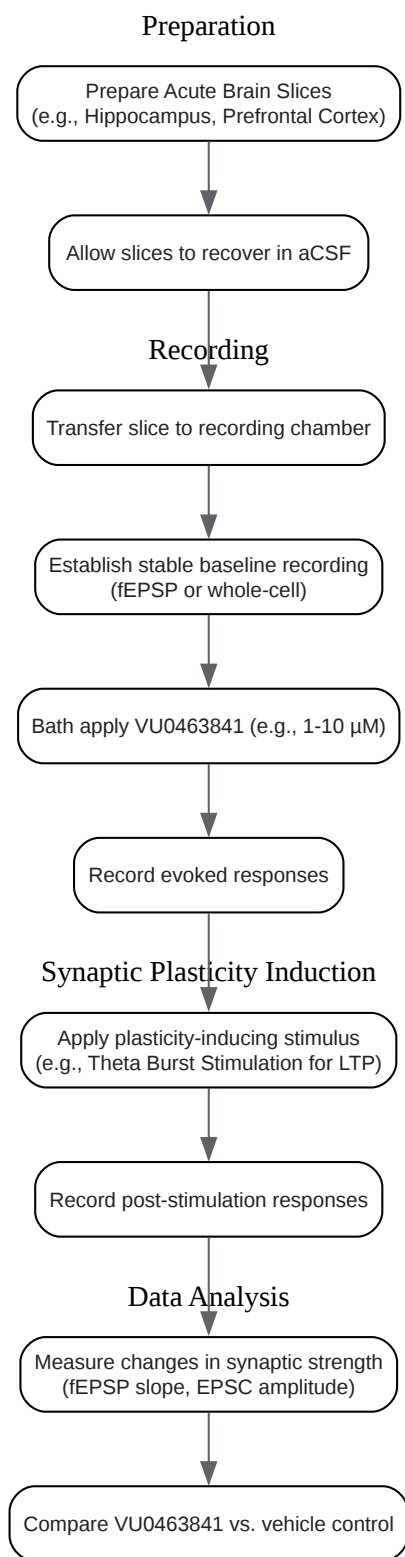 Preparation
Prepare Acute Brain Slices
(e.g., Hippocampus, Prefrontal Cortex)
Allow slices to recover in aCSF
Recording
Transfer slice to recording chamber
Establish stable baseline recording
(fEPSP or whole-cell)
Bath apply VU0463841 (e.g., 1-10 µM)
Record evoked responses
Synaptic Plasticity Induction
Apply plasticity-inducing stimulus
(e.g., Theta Burst Stimulation for LTP)
Record post-stimulation responses
Data Analysis
Measure changes in synaptic strength
(fEPSP slope, EPSC amplitude)
Compare VU0463841 vs. vehicle control